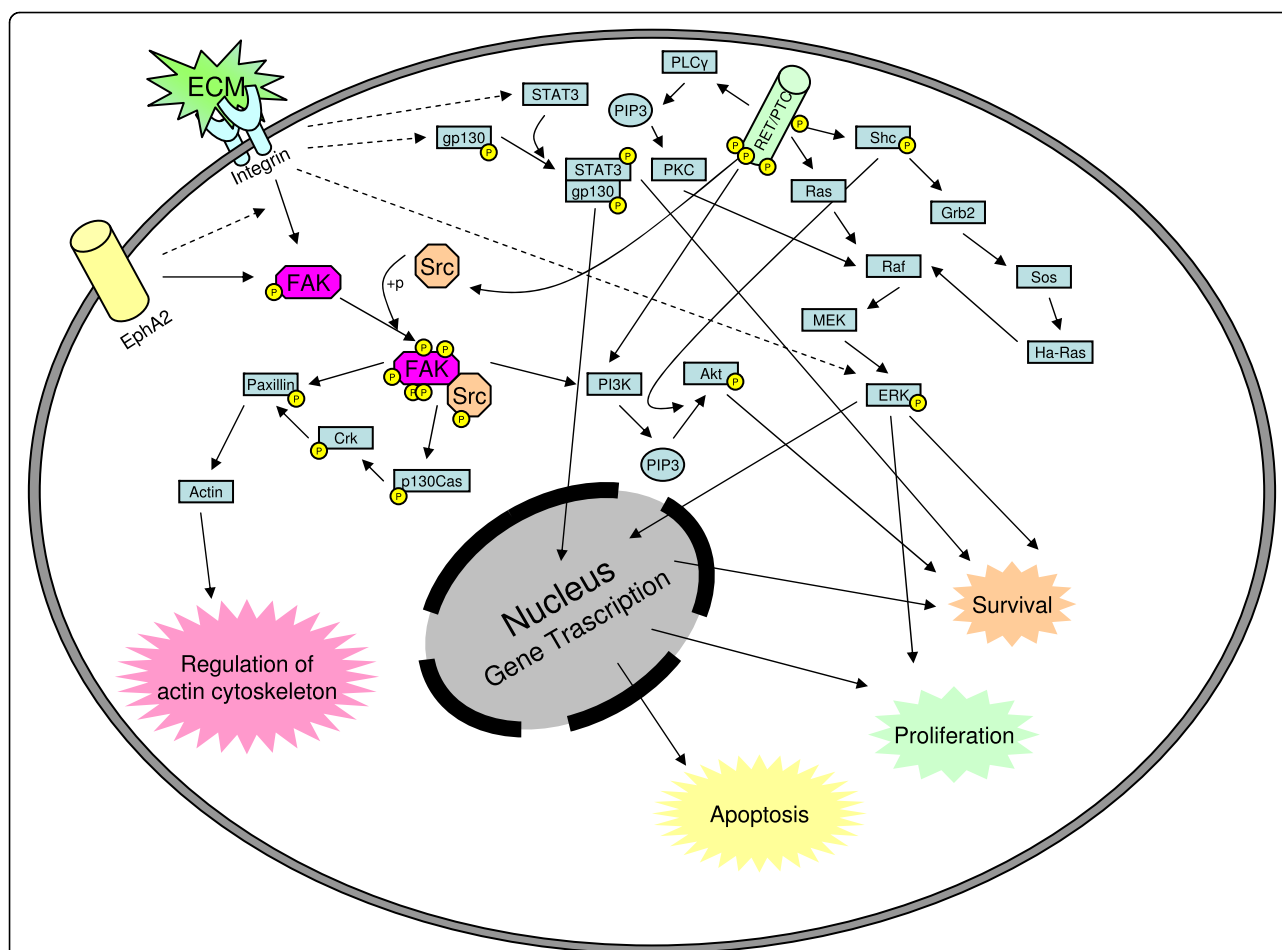 ECM
Integrin
EphA2
STAT3
gp130
P
STAT3
P
gp130
P
PLCγ
PIP3
PKC
RET/PTC
P
P
P
P
Shc
P
Ras
Grb2
Raf
Sos
MEK
Ha-Ras
ERK
P
FAK
P
Src
+p
P
P
FAK
P
P
P
Src
P
Paxillin
P
Crk
P
p130Cas
P
Actin
PI3K
Akt
P
PIP3
Nucleus
Gene Trascription
Regulation of
actin cytoskeleton
Survival
Proliferation
Apoptosis